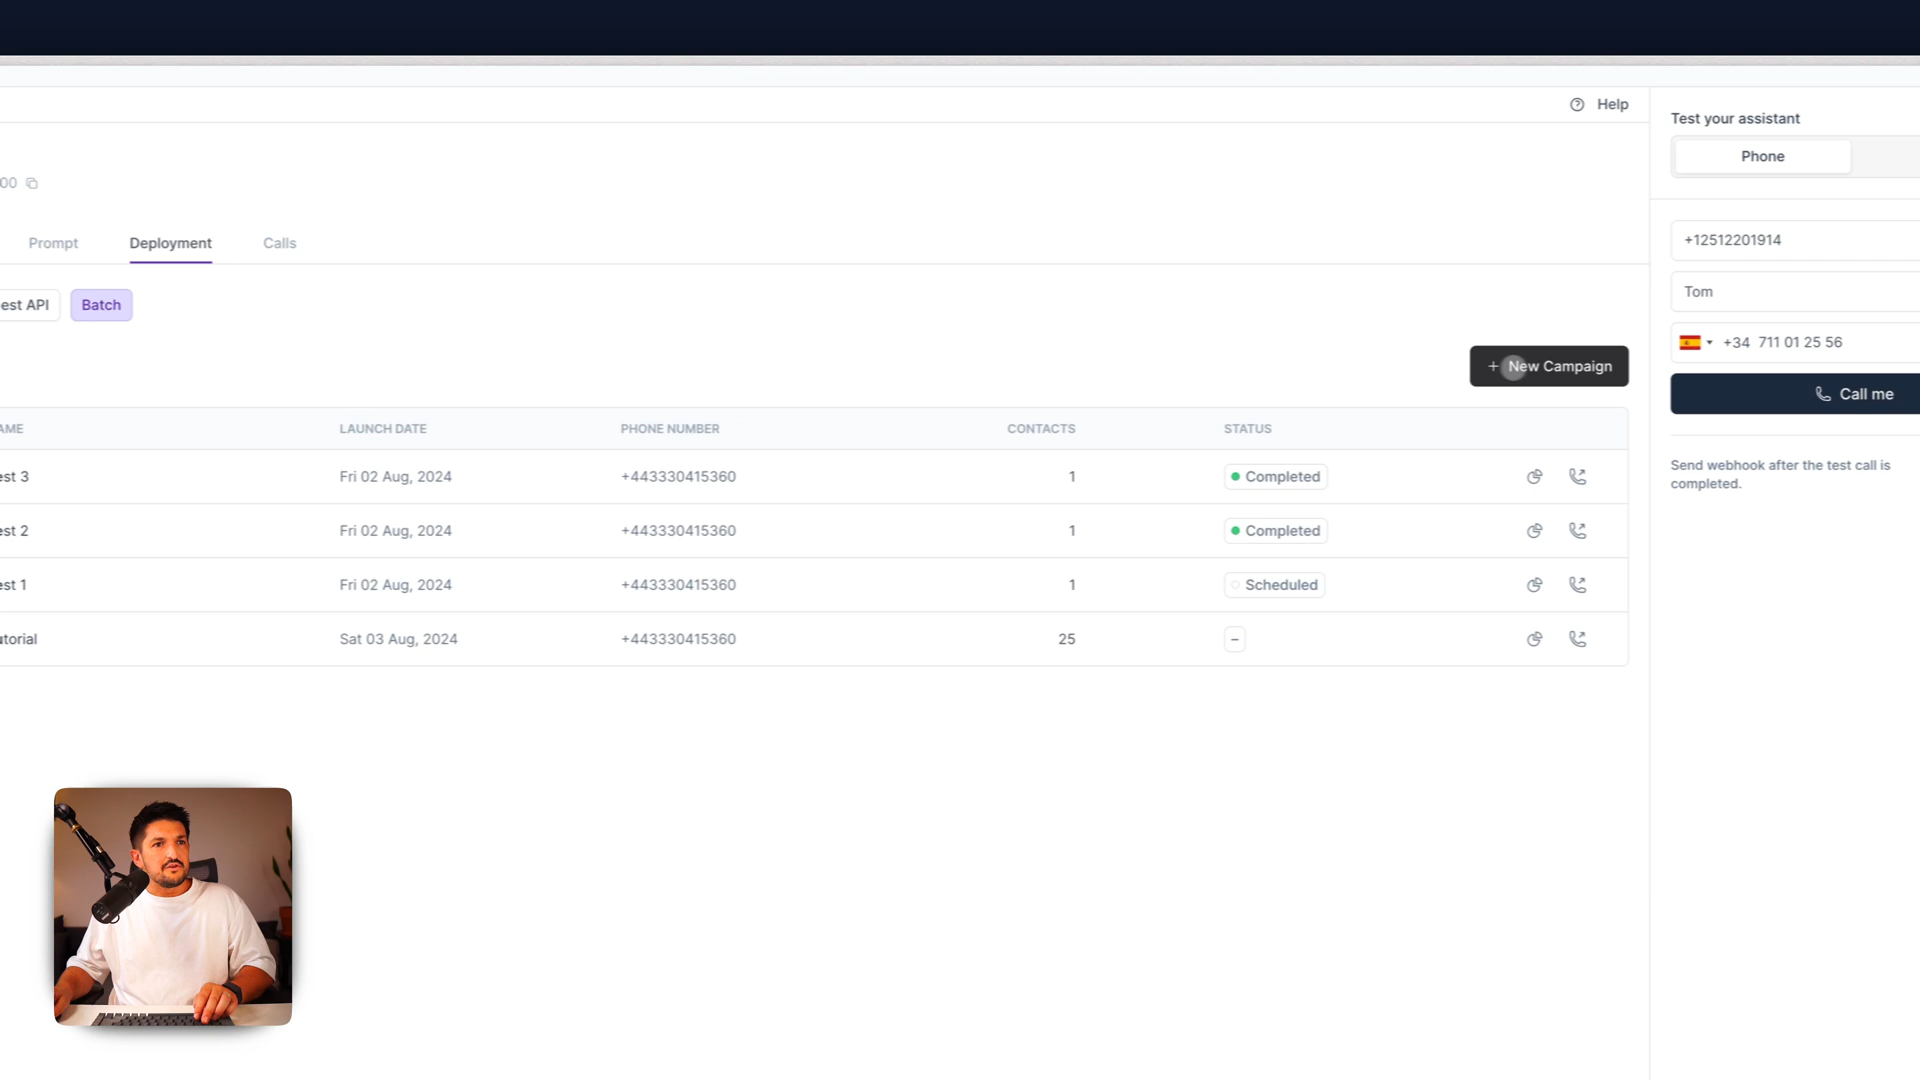 Help
Test your assistant
Phone
00
Prompt
Deployment
Calls
est API
Batch
+12512201914
Tom
+34 711 01 25 56
+ New Campaign
Call me
AME
LAUNCH DATE
PHONE NUMBER
CONTACTS
STATUS
est 3
Fri 02 Aug, 2024
+443330415360
1
Completed
Send webhook after the test call is
completed.
est 2
Fri 02 Aug, 2024
+443330415360
1
Completed
est 1
Fri 02 Aug, 2024
+443330415360
1
Scheduled
utorial
Sat 03 Aug, 2024
+443330415360
25
–